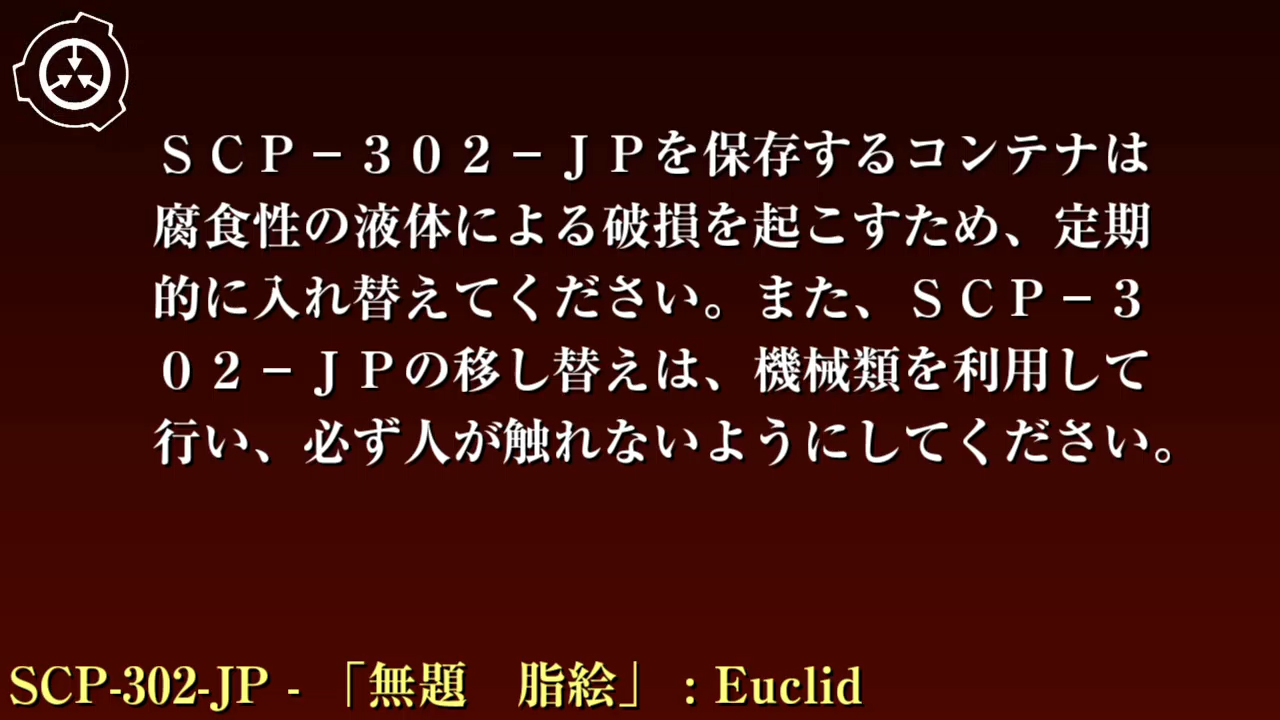 SCP－302－JPを保存するコンテナは
腐食性の液体による破損を起こすため、定期
的に入れ替えてください。また、SCP－3
02－JPの移し替えは、機械類を利用して
行い、必ず人が触れないようにしてください。
SCP-302-JP - 「無題　脂絵」 : Euclid